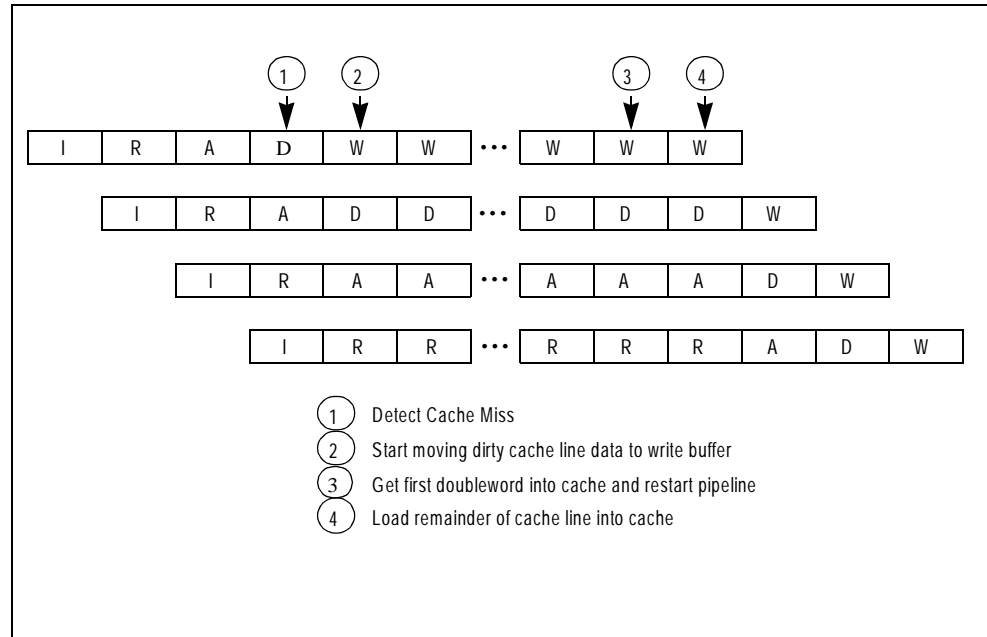 1 2 3 4
I R A D W W ••• W W W
I R A D D ••• D D D W
I R A A ••• A A A D W
I R R ••• R R R A D W
1 Detect Cache Miss
2 Start moving dirty cache line data to write buffer
3 Get first doubleword into cache and restart pipeline
4 Load remainder of cache line into cache